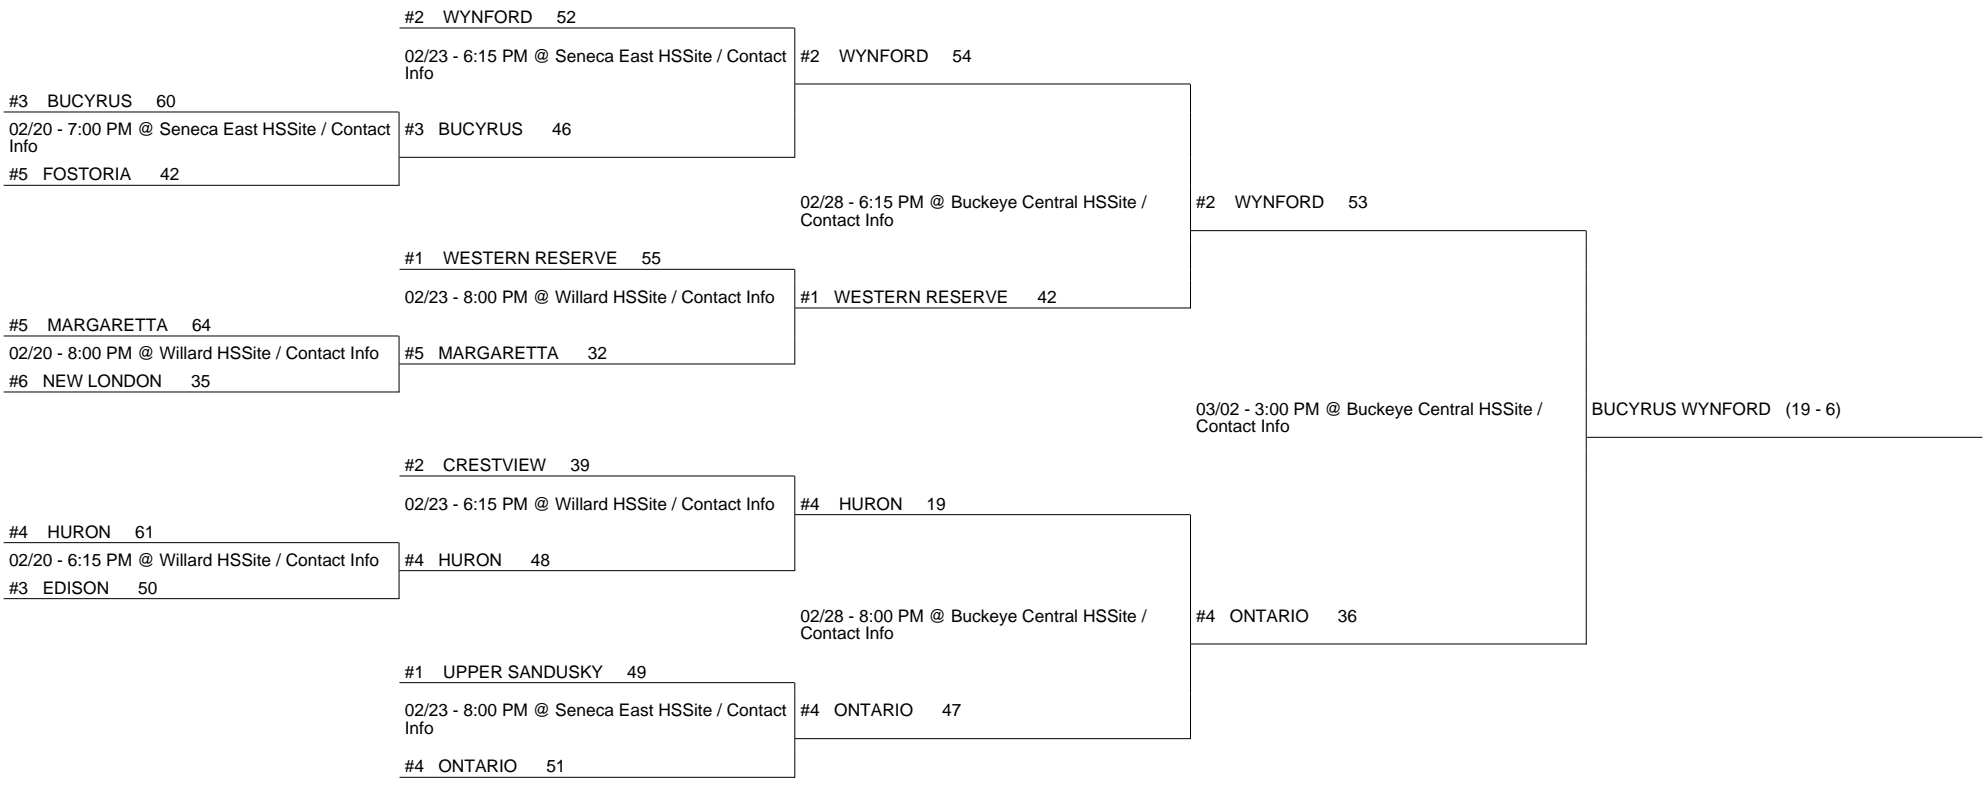 #2 WYNFORD 52
02/23 - 6:15 PM @ Seneca East HSSite / Contact
Info
#2 WYNFORD 54
#3 BUCYRUS 60
02/20 - 7:00 PM @ Seneca East HSSite / Contact
Info
#3 BUCYRUS 46
#5 FOSTORIA 42
02/28 - 6:15 PM @ Buckeye Central HSSite /
Contact Info
#2 WYNFORD 53
#1 WESTERN RESERVE 55
02/23 - 8:00 PM @ Willard HSSite / Contact Info
#1 WESTERN RESERVE 42
#5 MARGARETTA 64
02/20 - 8:00 PM @ Willard HSSite / Contact Info
#5 MARGARETTA 32
#6 NEW LONDON 35
03/02 - 3:00 PM @ Buckeye Central HSSite /
Contact Info
BUCYRUS WYNFORD (19 - 6)
#2 CRESTVIEW 39
02/23 - 6:15 PM @ Willard HSSite / Contact Info
#4 HURON 19
#4 HURON 61
02/20 - 6:15 PM @ Willard HSSite / Contact Info
#4 HURON 48
#3 EDISON 50
02/28 - 8:00 PM @ Buckeye Central HSSite /
Contact Info
#4 ONTARIO 36
#1 UPPER SANDUSKY 49
02/23 - 8:00 PM @ Seneca East HSSite / Contact
Info
#4 ONTARIO 47
#4 ONTARIO 51